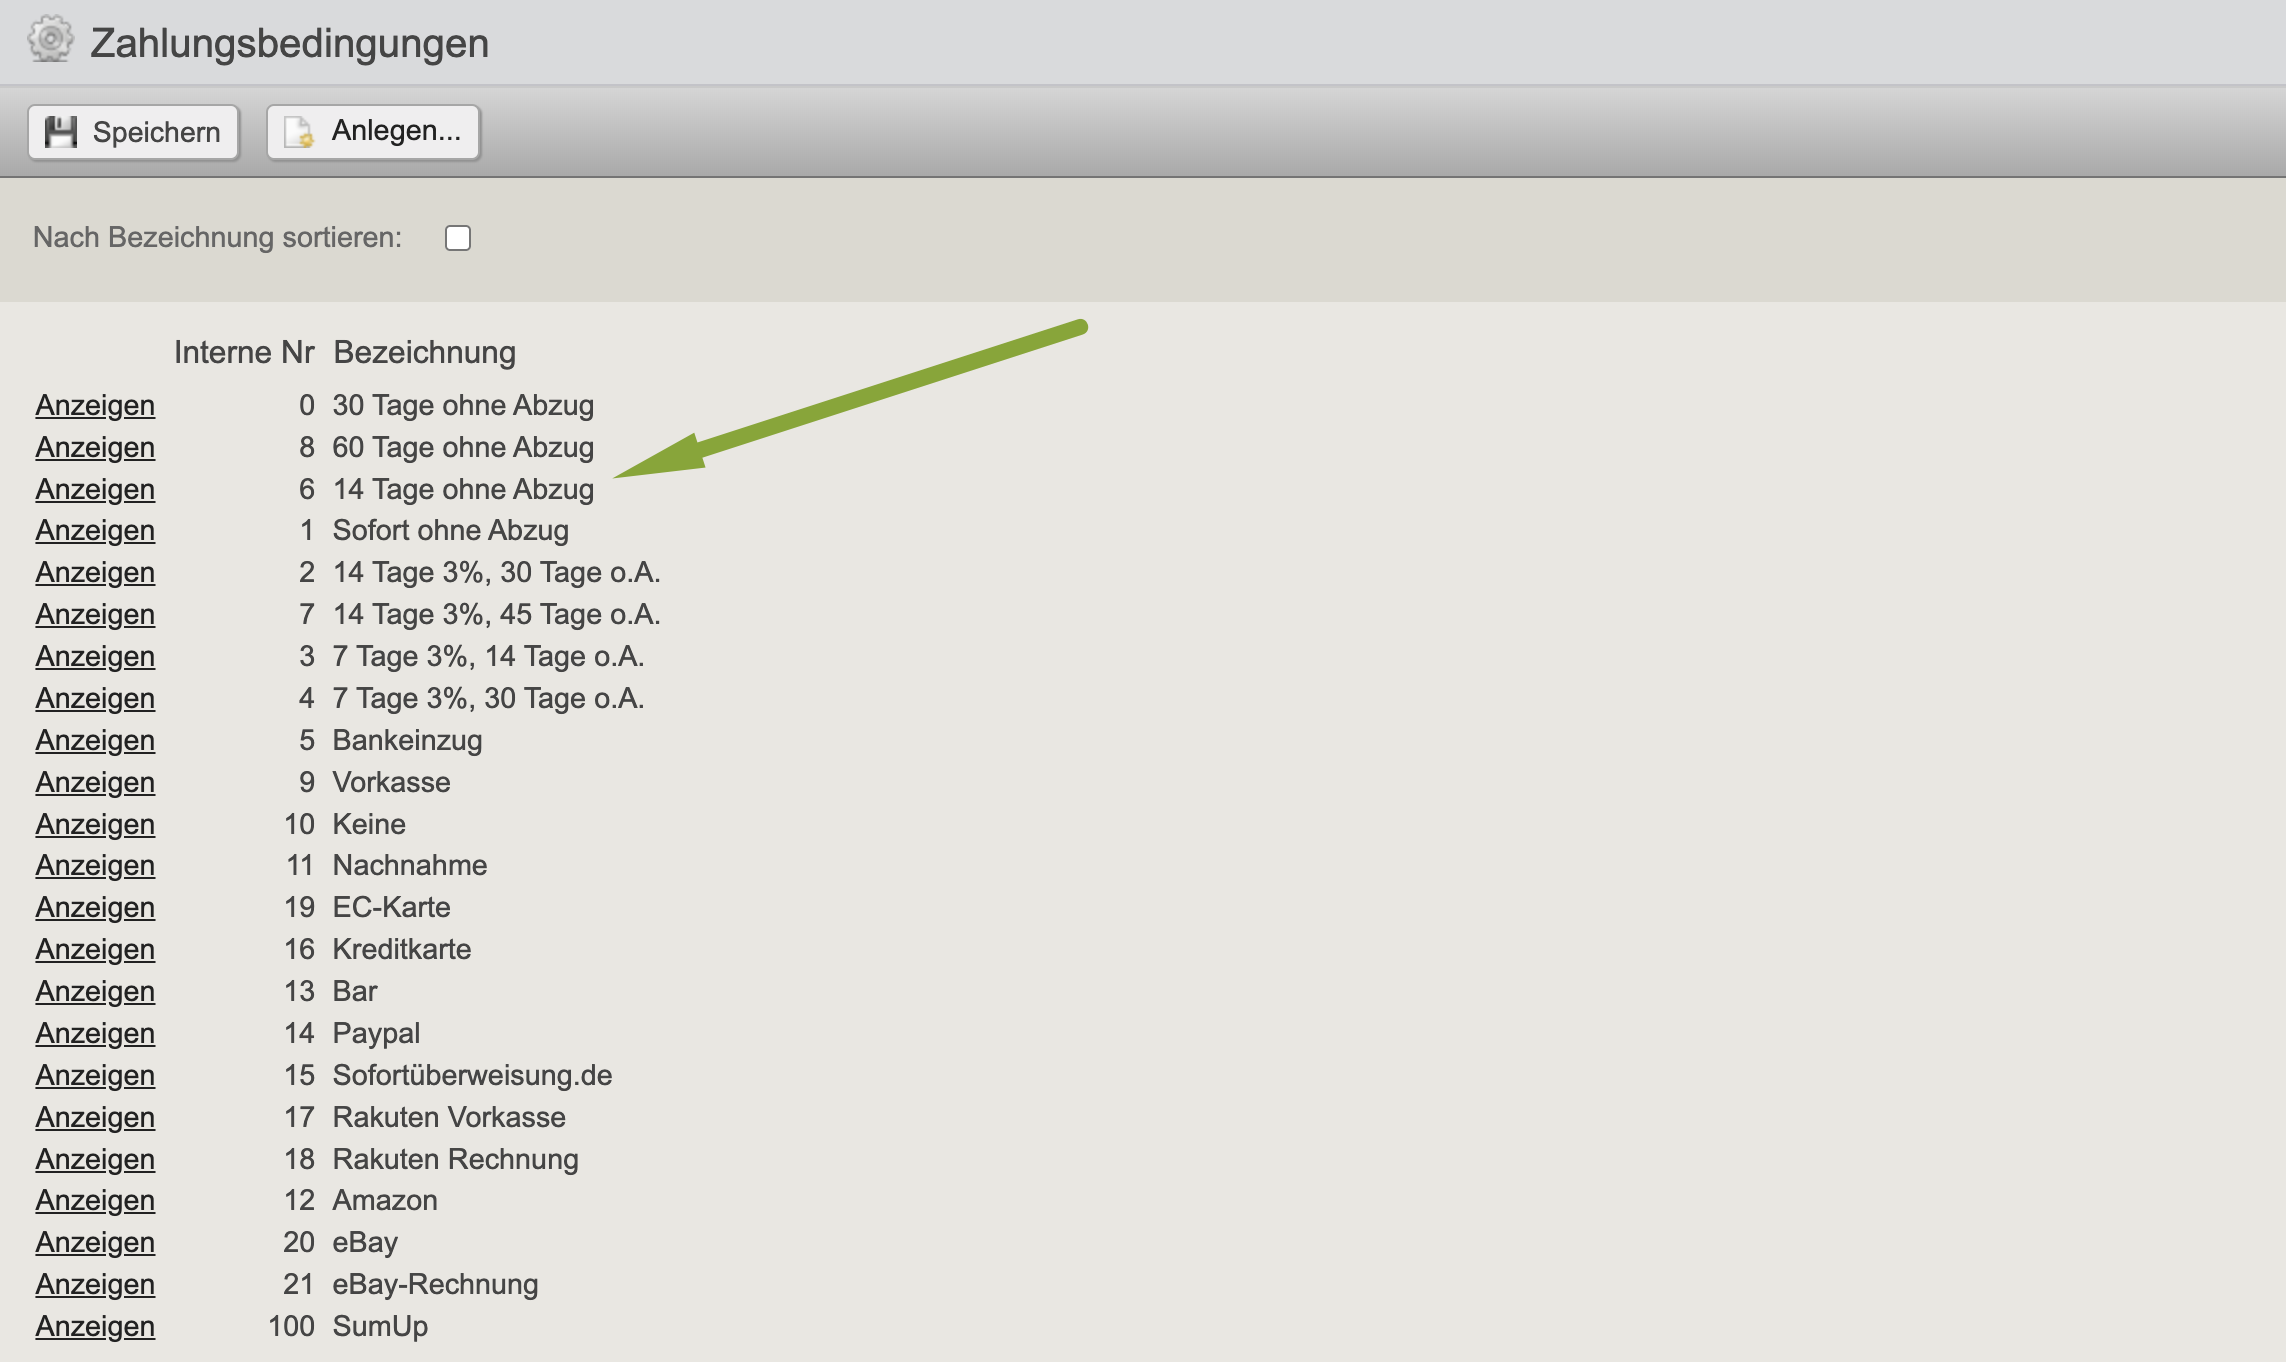 Zahlungsbedingungen
Speichern Anlegen...
Nach Bezeichnung sortieren:
Interne Nr Bezeichnung
Anzeigen 0 30 Tage ohne Abzug
Anzeigen 8 60 Tage ohne Abzug
Anzeigen 6 14 Tage ohne Abzug
Anzeigen 1 Sofort ohne Abzug
Anzeigen 2 14 Tage 3%, 30 Tage o.A.
Anzeigen 7 14 Tage 3%, 45 Tage o.A.
Anzeigen 3 7 Tage 3%, 14 Tage o.A.
Anzeigen 4 7 Tage 3%, 30 Tage o.A.
Anzeigen 5 Bankeinzug
Anzeigen 9 Vorkasse
Anzeigen 10 Keine
Anzeigen 11 Nachnahme
Anzeigen 19 EC-Karte
Anzeigen 16 Kreditkarte
Anzeigen 13 Bar
Anzeigen 14 Paypal
Anzeigen 15 Sofortüberweisung.de
Anzeigen 17 Rakuten Vorkasse
Anzeigen 18 Rakuten Rechnung
Anzeigen 12 Amazon
Anzeigen 20 eBay
Anzeigen 21 eBay-Rechnung
Anzeigen 100 SumUp